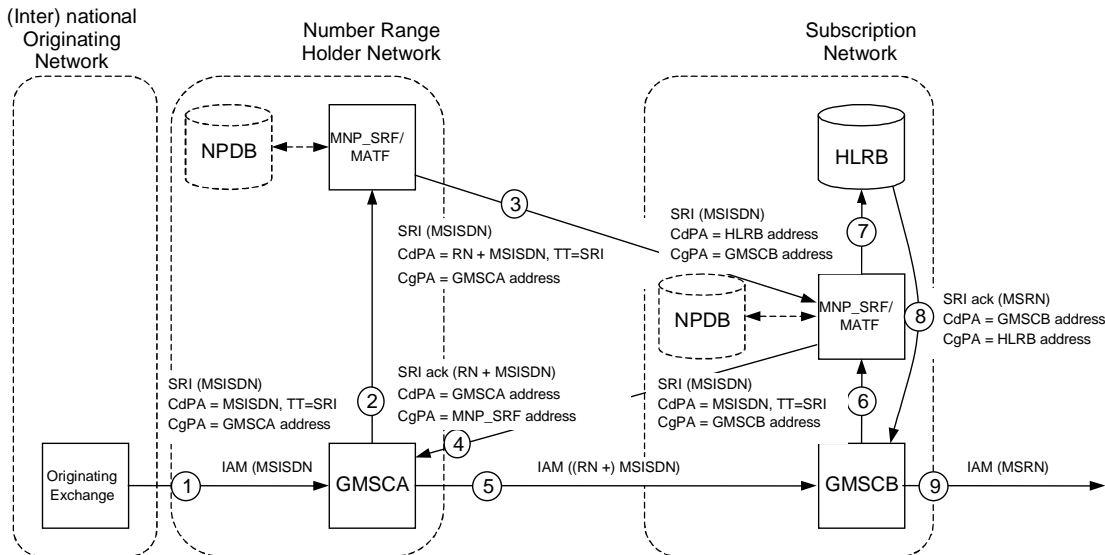 (Inter) national
Originating
Network
Number Range
Holder Network
Subscription
Network
NPDB
MNP_SRF/
MATF
HLRB
3
SRI (MSISDN)
CdPA = RN + MSISDN, TT=SRI
CgPA = GMSCA address
SRI (MSISDN)
CdPA = HLRB address
CgPA = GMSCB address
7
NPDB
MNP_SRF/
MATF
8
SRI ack (MSRN)
CdPA = GMSCB address
CgPA = HLRB address
SRI (MSISDN)
CdPA = MSISDN, TT=SRI
CgPA = GMSCA address
2
SRI ack (RN + MSISDN)
CdPA = GMSCA address
CgPA = MNP_SRF address
4
SRI (MSISDN)
CdPA = MSISDN, TT=SRI
CgPA = GMSCB address
6
Originating
Exchange
1
IAM (MSISDN
GMSCA
5
IAM ((RN +) MSISDN)
GMSCB
9
IAM (MSRN)